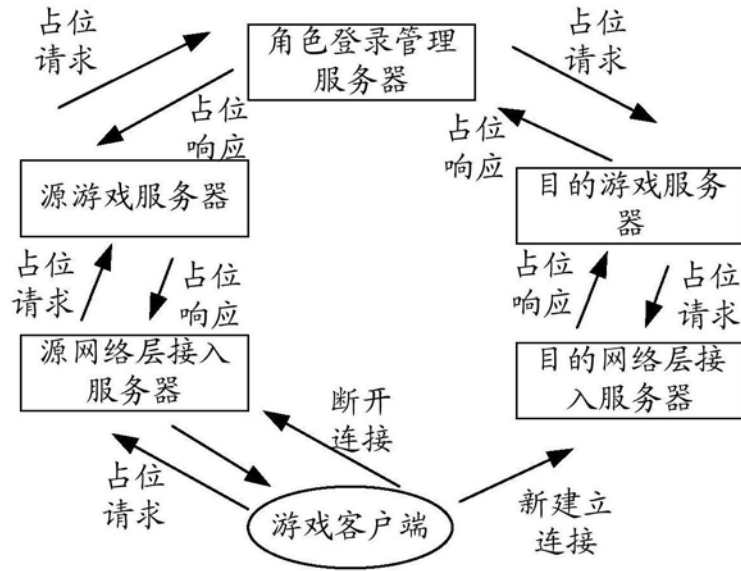 占位
请求
角色登录管理
服务器
占位
请求
占位
响应
占位
响应
源游戏服务器
目的游戏服务
器
占位
请求
占位
响应
占位
响应
占位
请求
源网络层接入
服务器
目的网络层接
入服务器
断开
连接
占位
请求
游戏客户端
新建立
连接